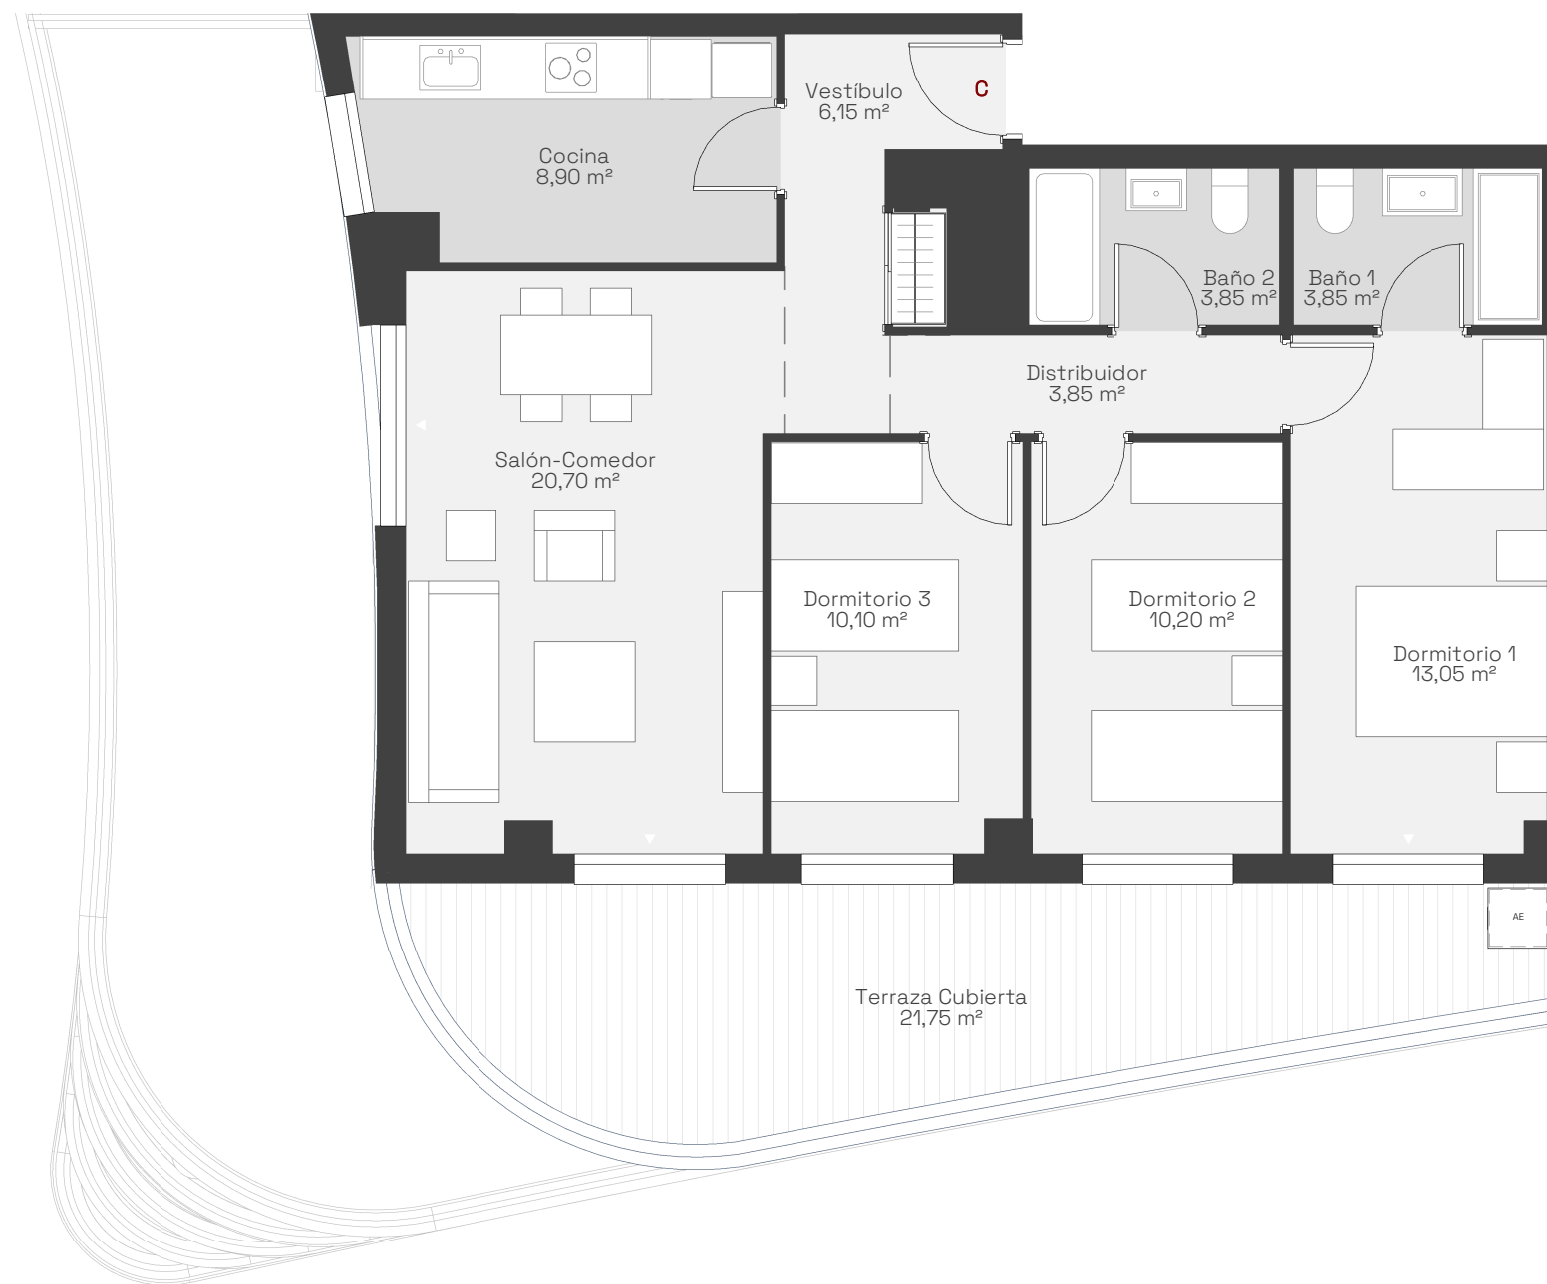 Vestíbulo
6,15 m²
C
Cocina
8,90 m²
Baño 2
3,85 m²
Baño 1
3,85 m²
Distribuidor
3,85 m²
Salón-Comedor
20,70 m²
Dormitorio 3
10,10 m²
Dormitorio 2
10,20 m²
Dormitorio 1
13,05 m²
AE
Terraza Cubierta
21,75 m²